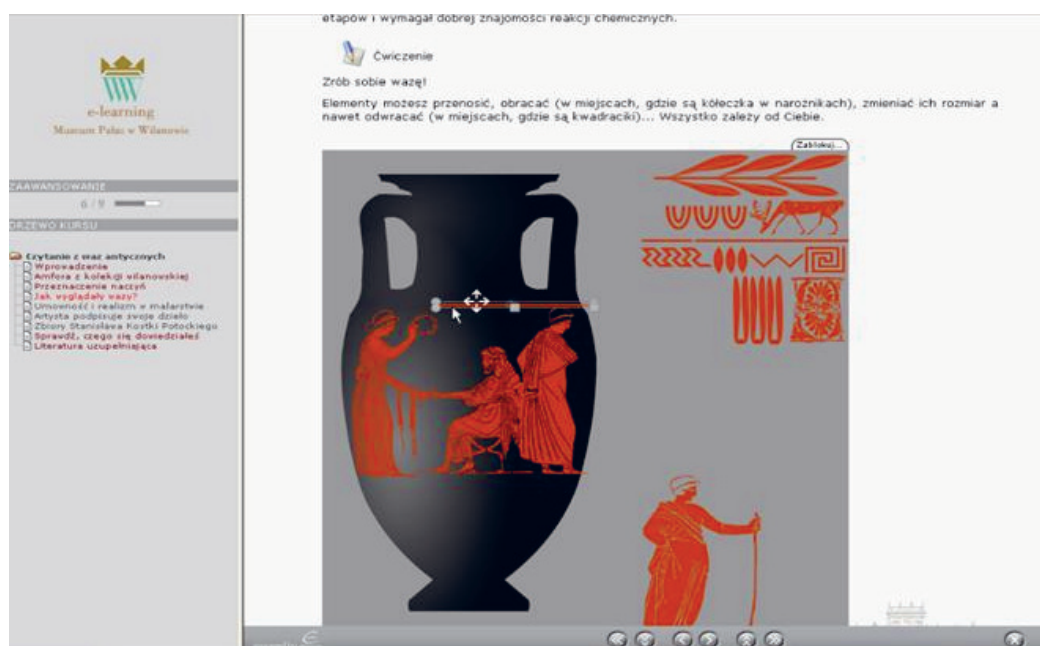 etapów i wymagał dobrej znajomości reakcji chemicznych.
Ćwiczenie
Zrób sobie wazę!
Elementy możesz przenosić, obracać (w miejscach, gdzie są kółeczka w narożnikach), zmieniać ich rozmiar a
nawet odwracać (w miejscach, gdzie są kwadraciki)... Wszystko zależy od Ciebie.
Zablokuj...
e-learning
Muzeum Pałac w Wilanowie
ZAAWANSOWANIE
6 / 9
DRZEWO KURSU
Czytanie z waz antycznych
Wprowadzenie
Amfora z kolekcji wilanowskiej
Przeznaczenie naczyń
Jak wyglądały wazy?
Umowność i realizm w malarstwie
Artysta podpisuje swoje dzieło
Zbiory Stanisława Kostki Potockiego
Sprawdź, czego się dowiedziałeś
Literatura uzupełniająca